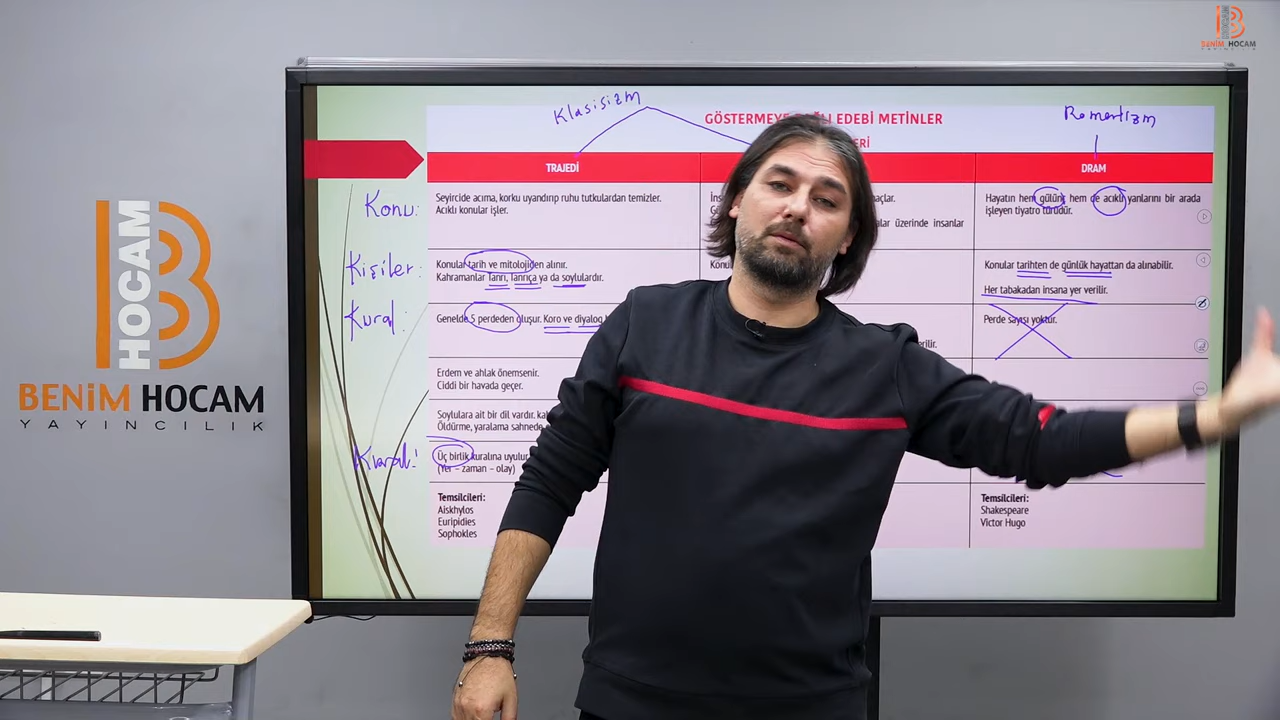 BENİM HOCAM
YAYINCILIK
HOCAM
BENİM HOCAM
YAYINCILIK
Klasisizm
Romantizm
GÖSTERMEYE BAĞLI EDEBİ METİNLER
TRAJEDİ
DRAM
Konu:
Seyircide acıma, korku uyandırıp ruhu tutkulardan temizler.
Acıklı konular işler.
Hayatın hem gülünç hem de acıklı yanlarını bir arada
işleyen tiyatro türüdür.
üzerinde insanlar
Kişiler:
Konular tarih ve mitolojiden alınır.
Kahramanlar Tanrı, Tanrıça ya da soylulardır.
Konular tarihten de günlük hayattan da alınabilir.
Her tabakadan insana yer verilir.
Kural:
Genelde 5 perdeden oluşur. Koro ve diyalog
Perde sayısı yoktur.
Erdem ve ahlak önemsenir.
Ciddi bir havada geçer.
Soylulara ait bir dil vardır.
Öldürme, yaralama sahnede
Kural:
Üç birlik kuralına uyulur
(Yer – zaman – olay)
Temsilcileri:
Aiskhylos
Euripidies
Sophokles
Temsilcileri:
Shakespeare
Victor Hugo